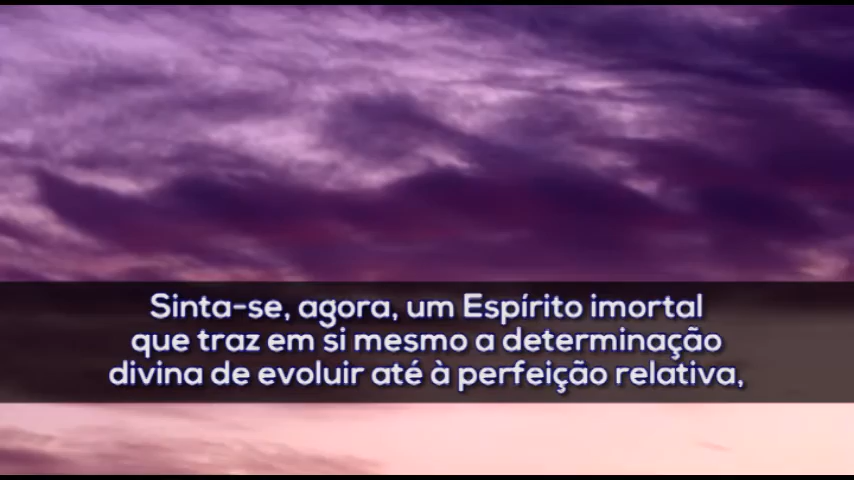 Sinta-se, agora, um Espírito imortal
que traz em si mesmo a determinação
divina de evoluir até à perfeição relativa,